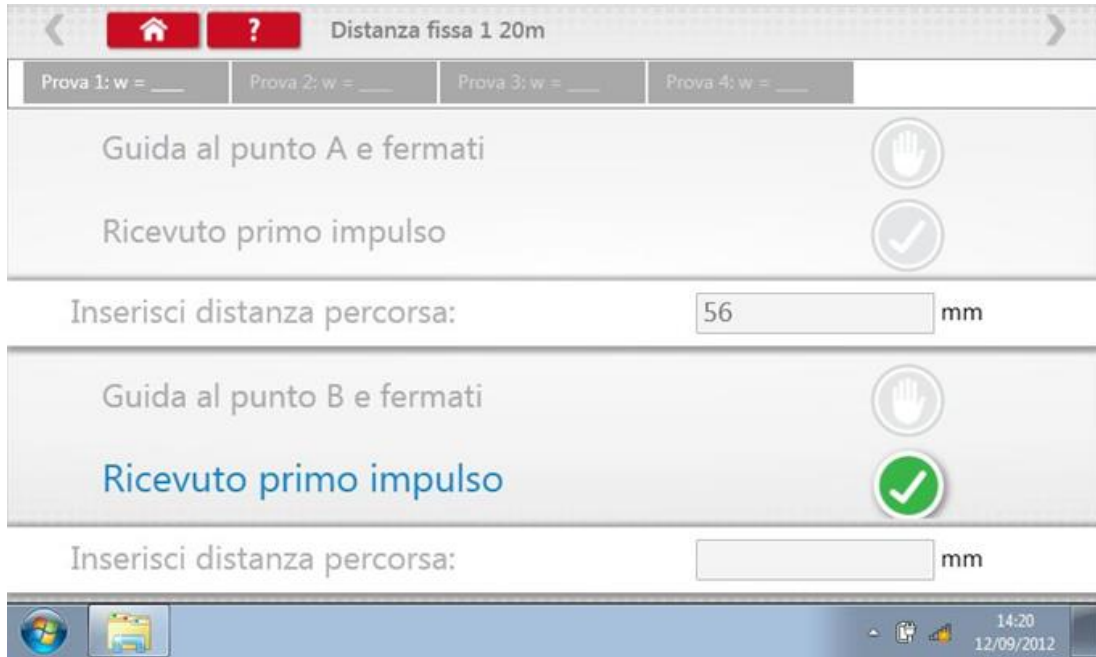 ? Distanza fissa 1 20m
Prova 1: w = ___ Prova 2: w = ___ Prova 3: w = ___ Prova 4: w = ___
Guida al punto A e fermati
Ricevuto primo impulso
Inserisci distanza percorsa: 56 mm
Guida al punto B e fermati
Ricevuto primo impulso
Inserisci distanza percorsa: mm
14:20
12/09/2012